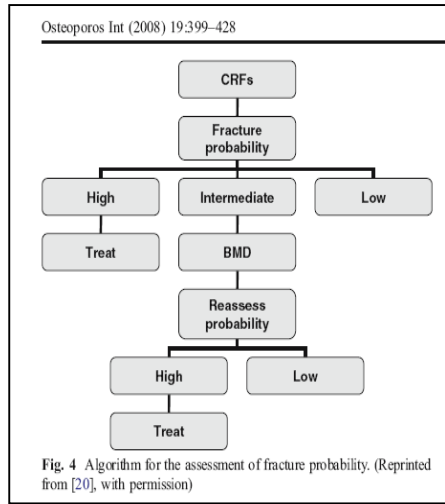 Osteoporos Int (2008) 19:399–428
CRFs
Fracture
probability
High
Intermediate
Low
Treat
BMD
Reassess
probability
High
Low
Treat
Fig. 4 Algorithm for the assessment of fracture probability. (Reprinted
from [20], with permission)